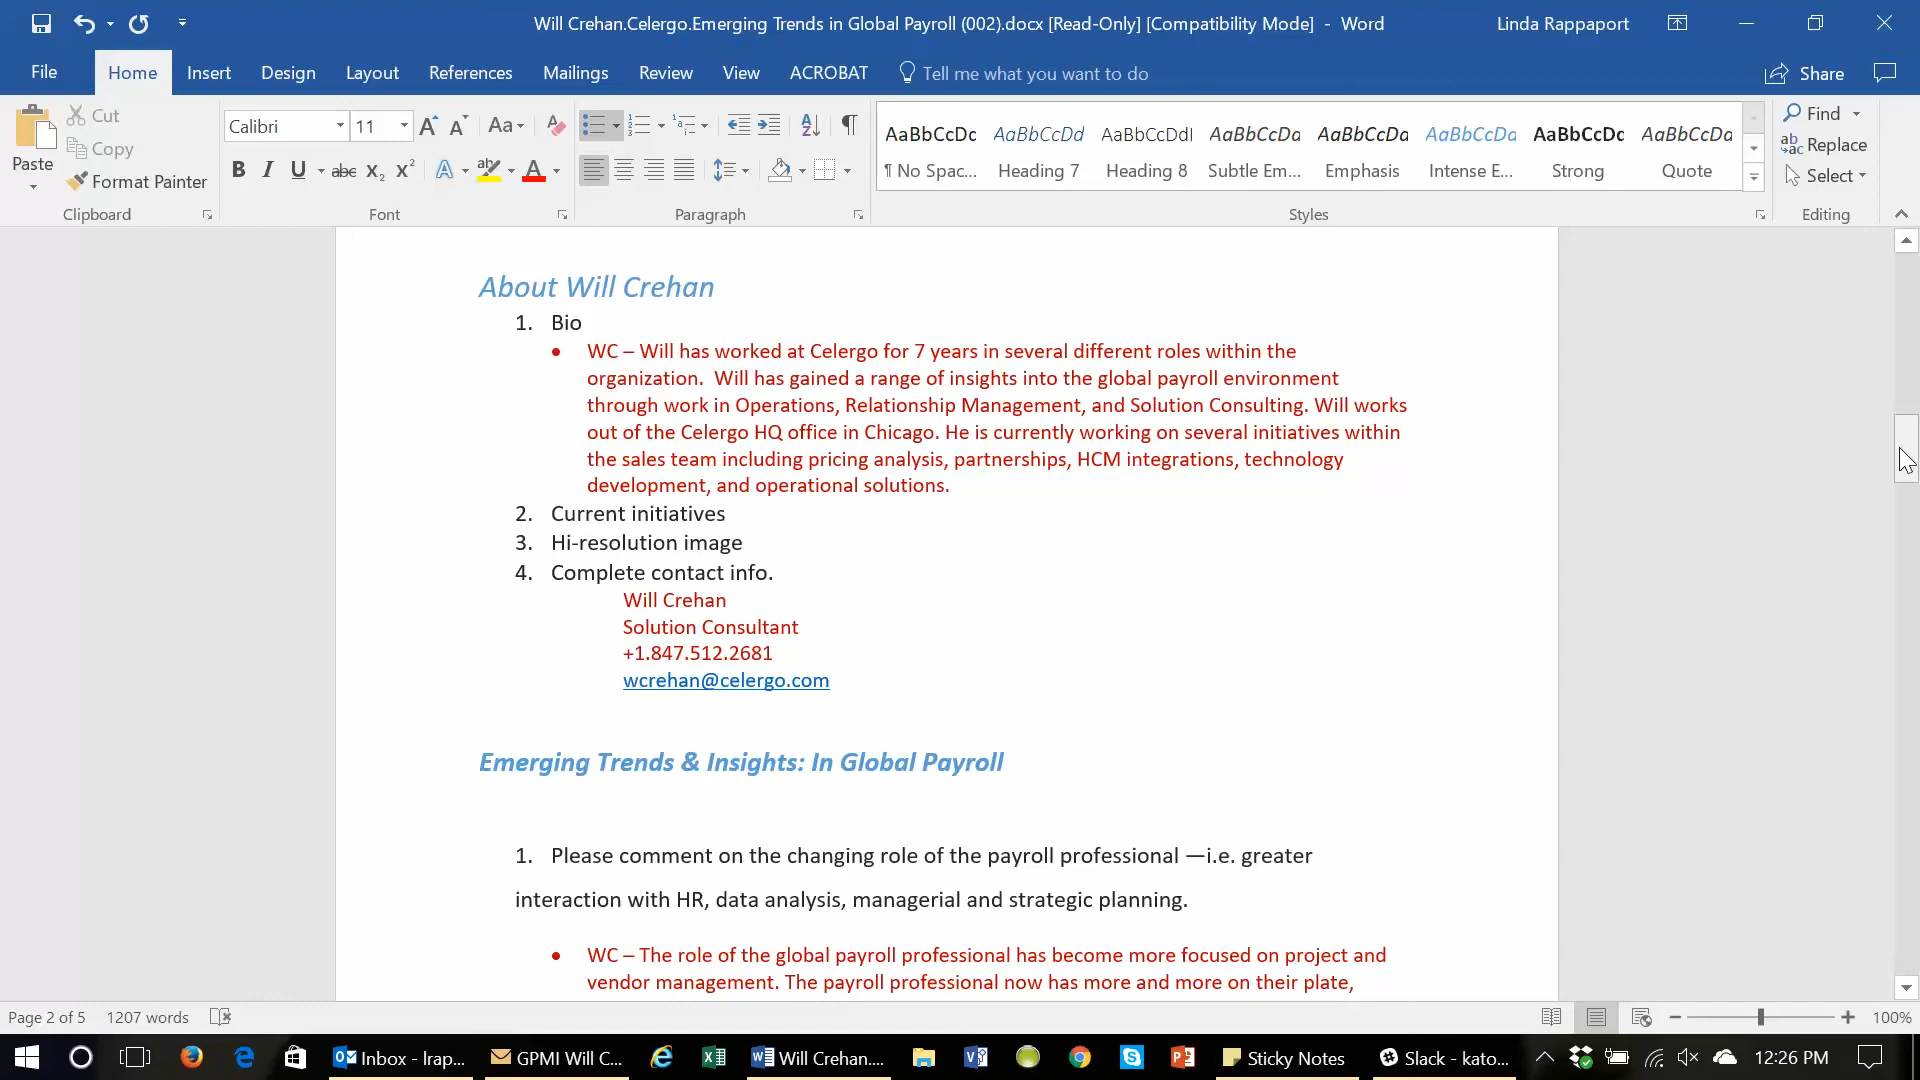 Will Crehan.Celergo.Emerging Trends in Global Payroll (002).docx [Read-Only] [Compatibility Mode] - Word
Linda Rappaport
File Home Insert Design Layout References Mailings Review View ACROBAT Tell me what you want to do Share
Paste
Cut
Copy
Format Painter
Clipboard
Calibri 11
Font
Paragraph
AaBbCcDc AaBbCcDd AaBbCcDdI AaBbCcDa AaBbCcDa AaBbCcDa AaBbCcDc AaBbCcDa
¶ No Spac... Heading 7 Heading 8 Subtle Em... Emphasis Intense E... Strong Quote
Styles
Find
Replace
Select
Editing
About Will Crehan
1. Bio
• WC – Will has worked at Celergo for 7 years in several different roles within the
organization.  Will has gained a range of insights into the global payroll environment
through work in Operations, Relationship Management, and Solution Consulting. Will works
out of the Celergo HQ office in Chicago. He is currently working on several initiatives within
the sales team including pricing analysis, partnerships, HCM integrations, technology
development, and operational solutions.
2. Current initiatives
3. Hi-resolution image
4. Complete contact info.
Will Crehan
Solution Consultant
+1.847.512.2681
wcrehan@celergo.com
Emerging Trends & Insights: In Global Payroll
1. Please comment on the changing role of the payroll professional —i.e. greater
interaction with HR, data analysis, managerial and strategic planning.
• WC – The role of the global payroll professional has become more focused on project and
vendor management. The payroll professional now has more and more on their plate,
Page 2 of 5 1207 words 100%
Inbox - lrap... GPMI Will C... Will Crehan.... Sticky Notes Slack - kato... 12:26 PM